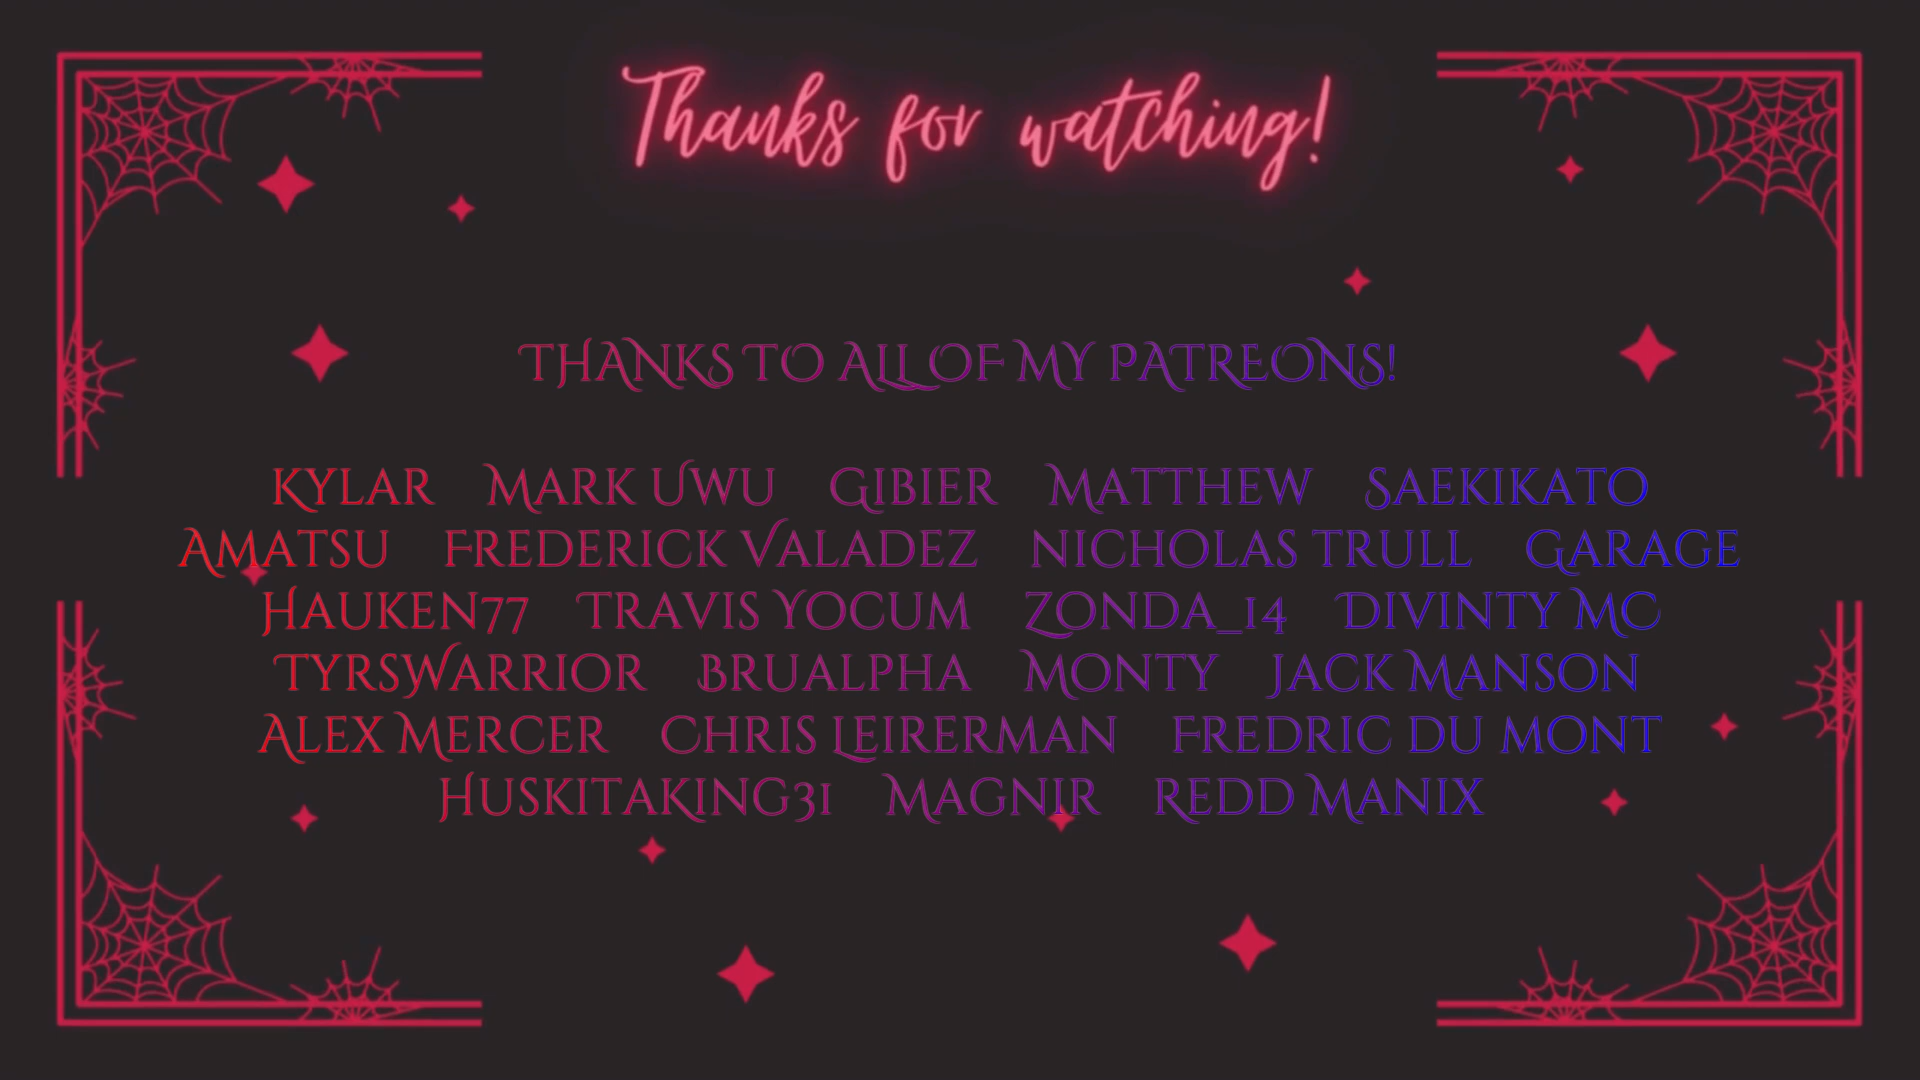 Thanks for watching!
THANKS TO ALL OF MY PATREONS!
Kylar Mark UwU Gibier Matthew Saekikato
Amatsu Frederick Valadez Nicholas Trull Garage
Hauken77 Travis Yocum Zonda_14 Divinty MC
TyrsWarrior Brualpha Monty Jack Manson
Alex Mercer Chris Leirerman Fredric du mont
HuskitaKing31 Magnir Redd Manix